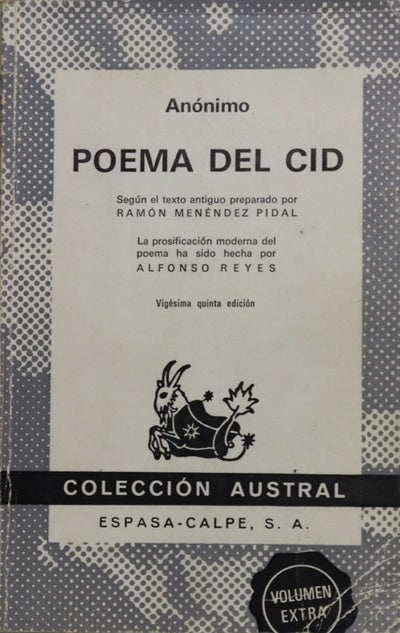 Anónimo
POEMA DEL CID
Según el texto antiguo preparado por
RAMÓN MENÉNDEZ PIDAL
La prosificación moderna del
poema ha sido hecha por
ALFONSO REYES
Vigésima quinta edición
COLECCIÓN AUSTRAL
ESPASA-CALPE, S. A.
VOLUMEN
EXTRA